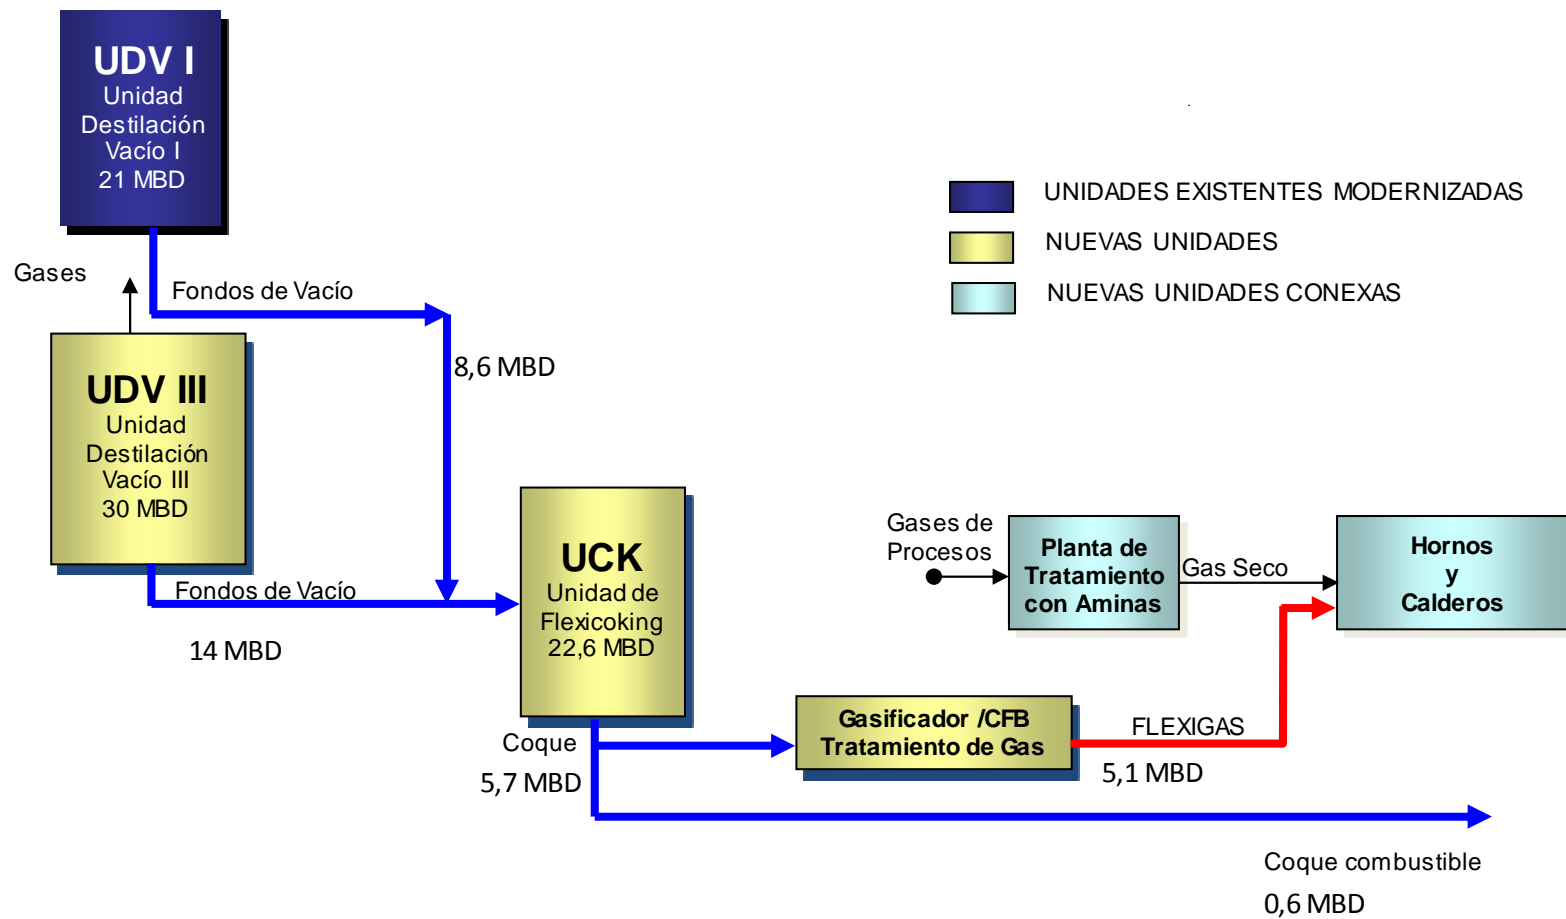 UDV I
Unidad
Destilación
Vacío I
21 MBD
UNIDADES EXISTENTES MODERNIZADAS
NUEVAS UNIDADES
NUEVAS UNIDADES CONEXAS
Gases
Fondos de Vacío
8,6 MBD
UDV III
Unidad
Destilación
Vacío III
30 MBD
Fondos de Vacío
14 MBD
UCK
Unidad de
Flexicoking
22,6 MBD
Gases de
Procesos
Planta de
Tratamiento
con Aminas
Gas Seco
Hornos
y
Calderos
Coque
5,7 MBD
Gasificador /CFB
Tratamiento de Gas
FLEXIGAS
5,1 MBD
Coque combustible
0,6 MBD